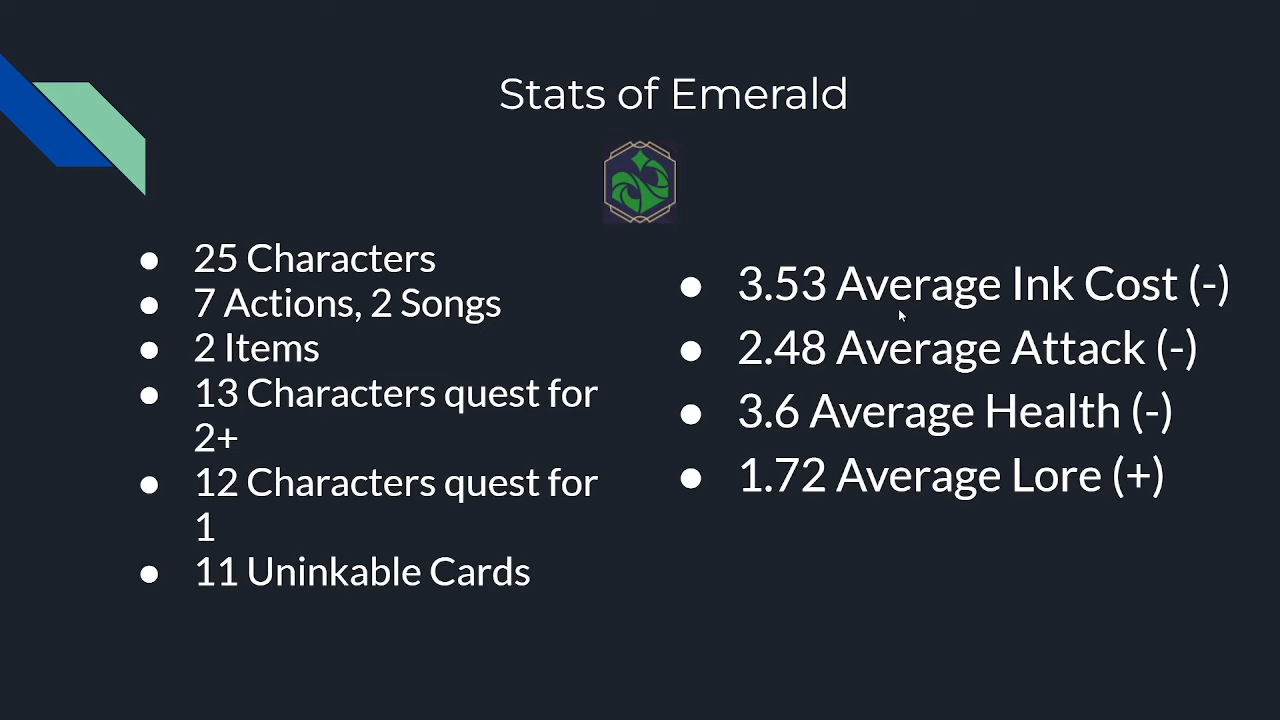 Stats of Emerald
25 Characters
7 Actions, 2 Songs
2 Items
13 Characters quest for
2+
12 Characters quest for
1
11 Uninkable Cards
3.53 Average Ink Cost (-)
2.48 Average Attack (-)
3.6 Average Health (-)
1.72 Average Lore (+)